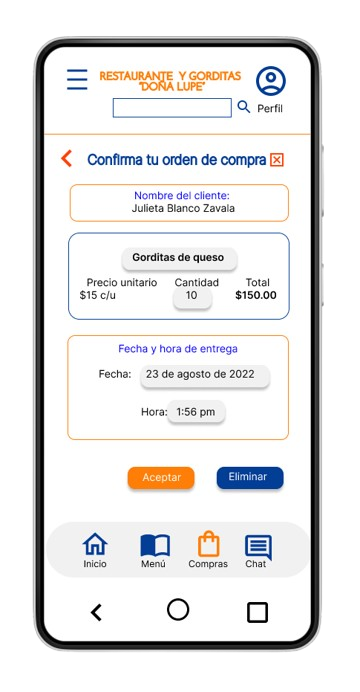 RESTAURANTE Y GORDITAS
"DOÑA LUPE"
Perfil
Confirma tu orden de compra
Nombre del cliente:
Julieta Blanco Zavala
Gorditas de queso
Precio unitario Cantidad Total
$15 c/u 10 $150.00
Fecha y hora de entrega
Fecha: 23 de agosto de 2022
Hora: 1:56 pm
Aceptar Eliminar
Inicio Menú Compras Chat